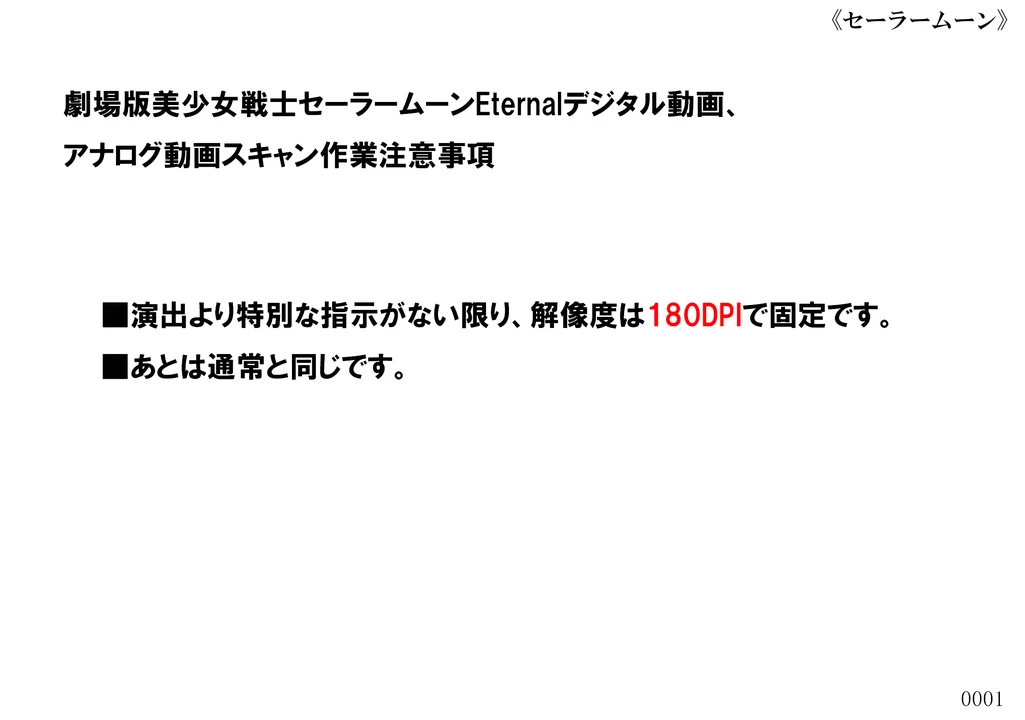 《セーラームーン》
劇場版美少女戦士セーラームーンEternalデジタル動画、
アナログ動画スキャン作業注意事項
■演出より特別な指示がない限り、解像度は180DPIで固定です。
■あとは通常と同じです。
0001